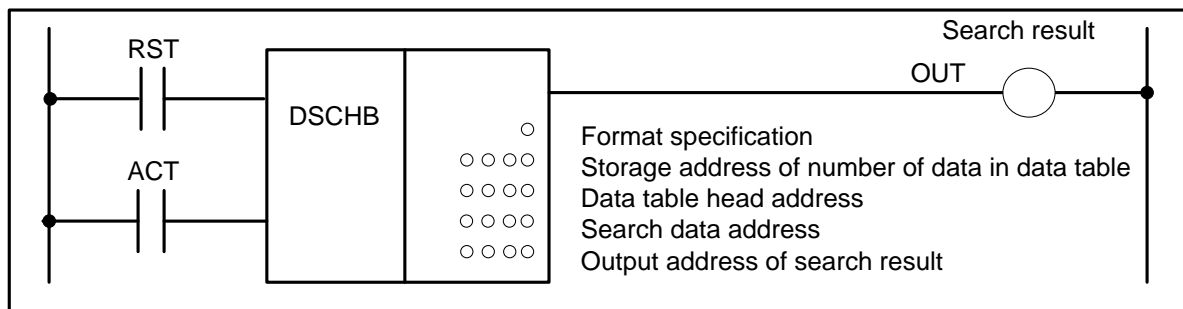 Search result
RST
OUT
DSCHB
Format specification
Storage address of number of data in data table
ACT
Data table head address
Search data address
Output address of search result